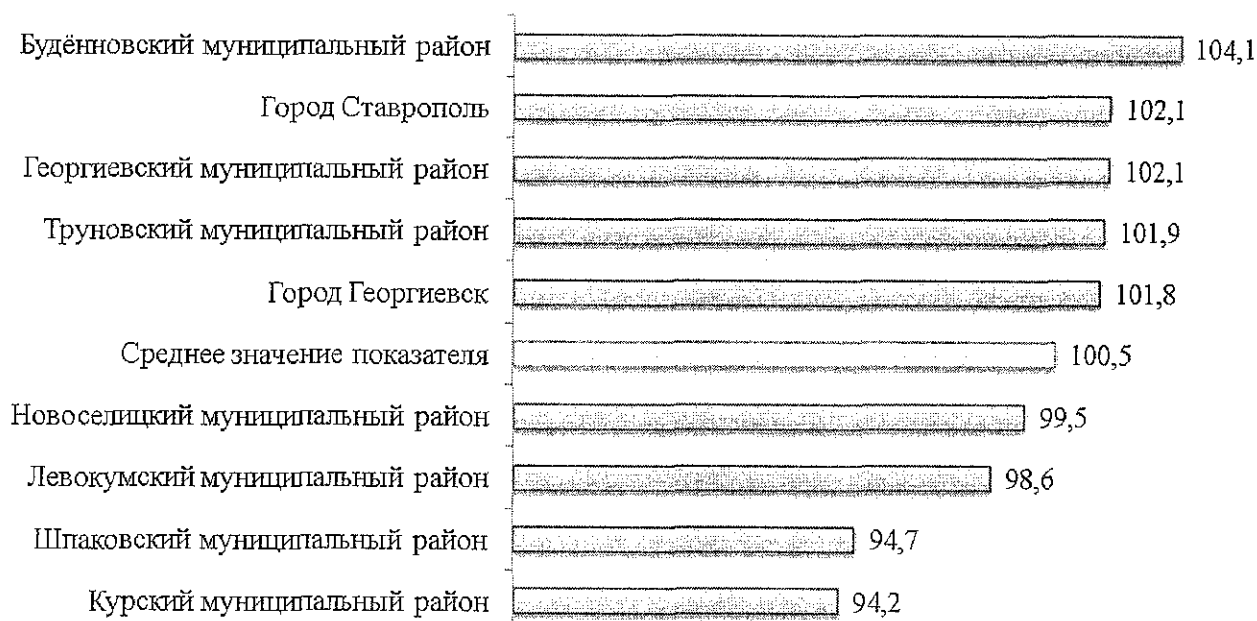 Будённовский муниципальный район 104,1
Город Ставрополь 102,1
Георгиевский муниципальный район 102,1
Труновский муниципальный район 101,9
Город Георгиевск 101,8
Среднее значение показателя 100,5
Новоселицкий муниципальный район 99,5
Левокумский муниципальный район 98,6
Шпаковский муниципальный район 94,7
Курский муниципальный район 94,2